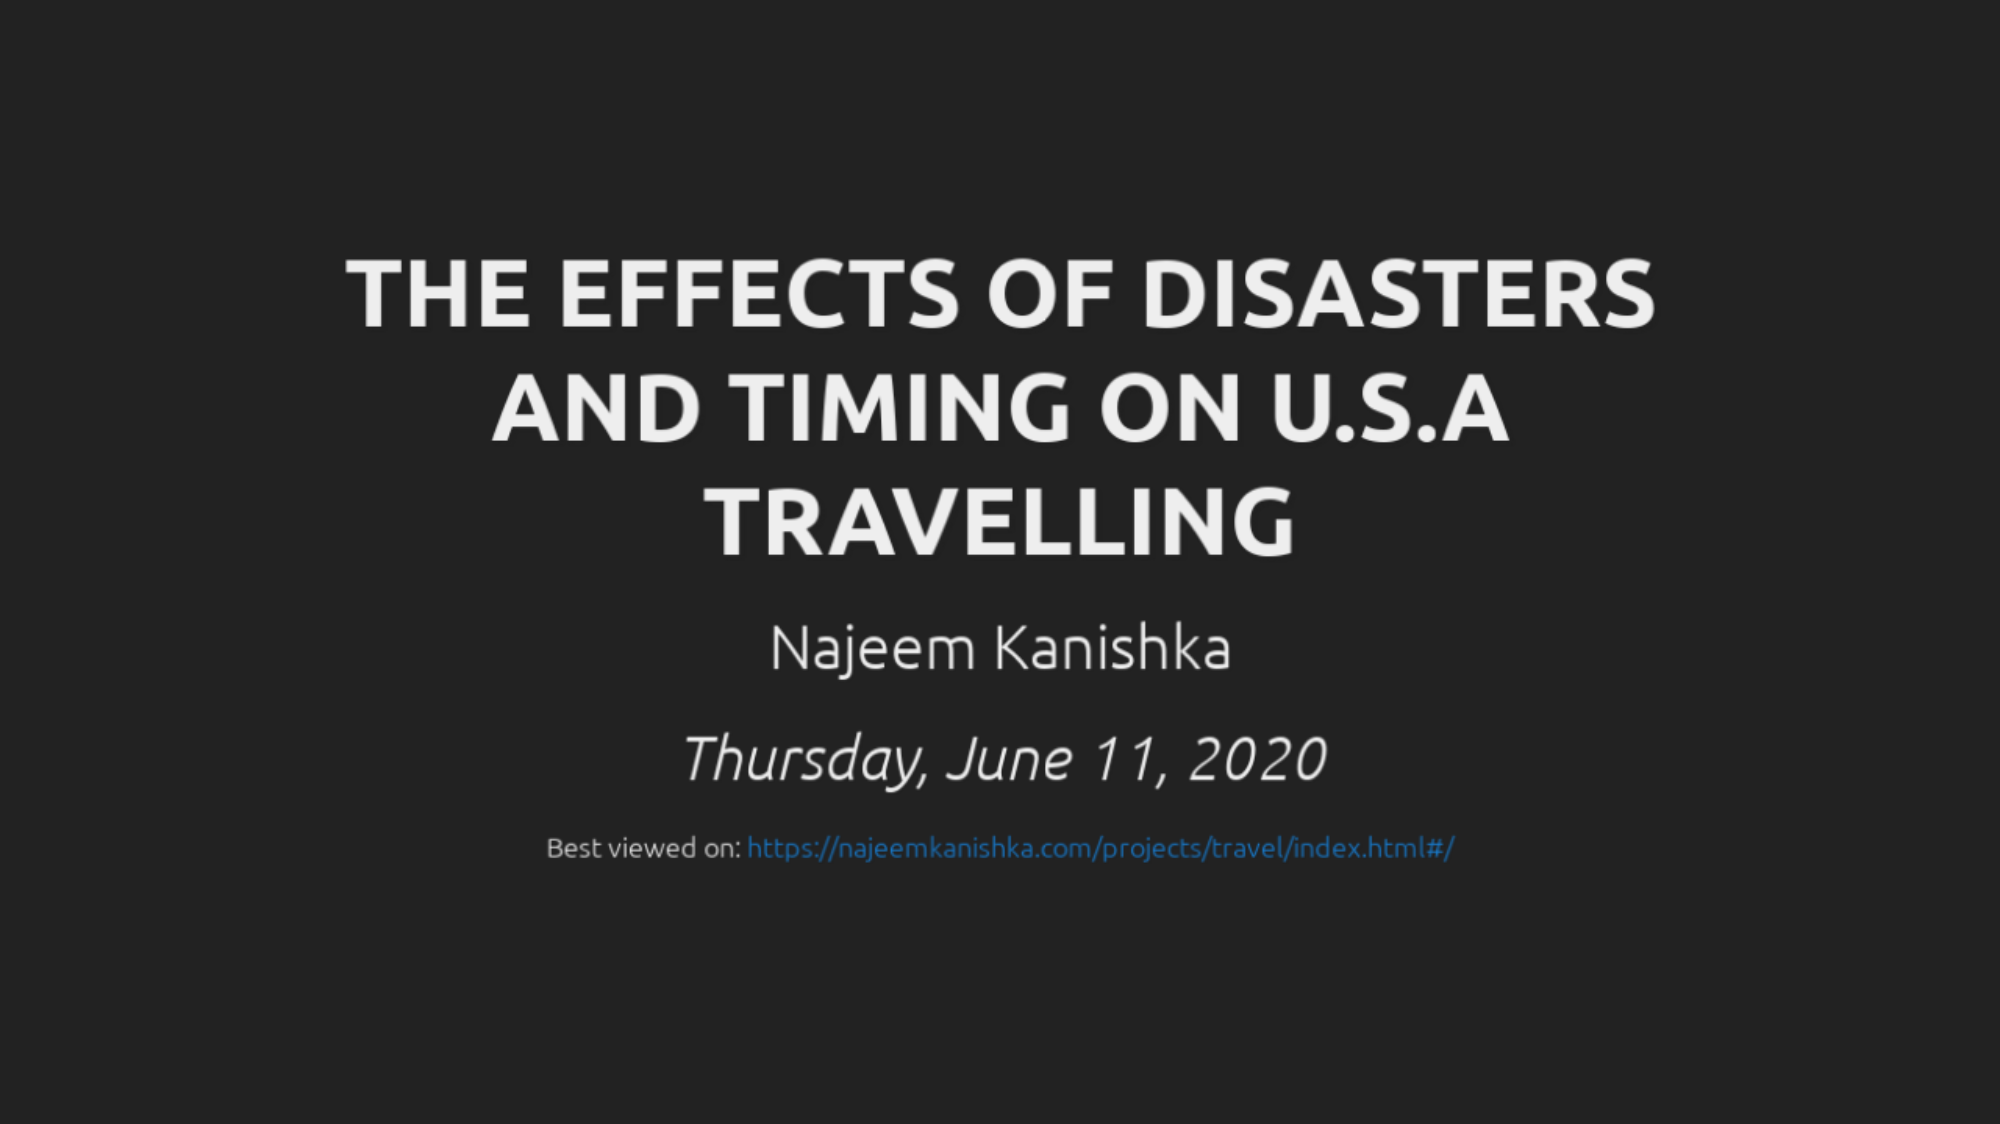 THE EFFECTS OF DISASTERS
AND TIMING ON U.S.A
TRAVELLING
Najeem Kanishka
Thursday, June 11, 2020
Best viewed on: https://najeemkanishka.com/projects/travel/index.html#/